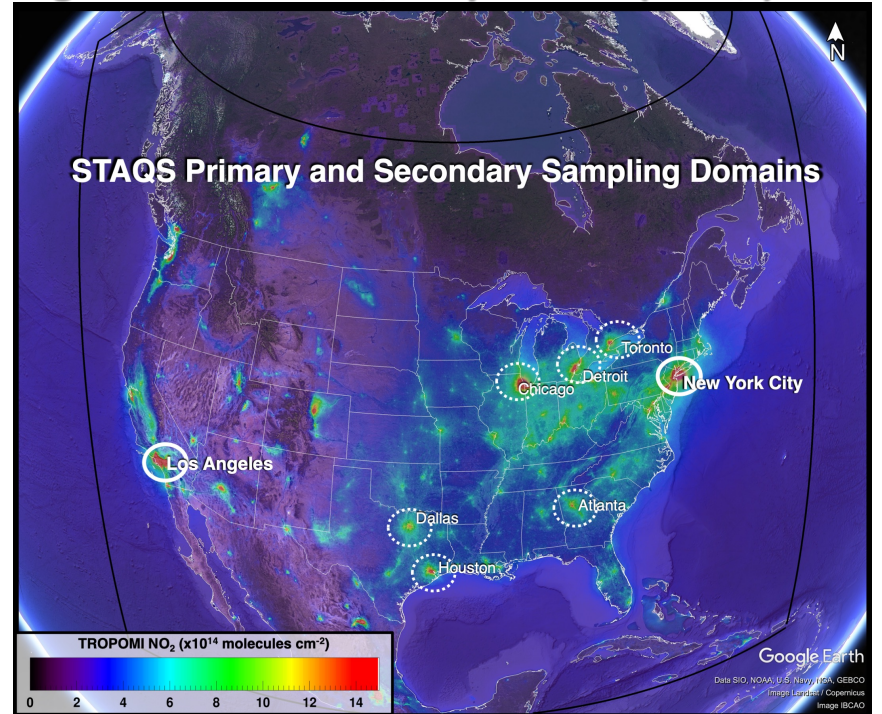 N
STAQS Primary and Secondary Sampling Domains
Toronto
Detroit
Chicago
New York City
Los Angeles
Atlanta
Dallas
Houston
TROPOMI NO₂ (x10¹⁴ molecules cm⁻²)
0 2 4 6 8 10 12 14
Google Earth
Data SIO, NOAA, U.S. Navy, NGA, GEBCO
Image Landsat / Copernicus
Image IBCAO